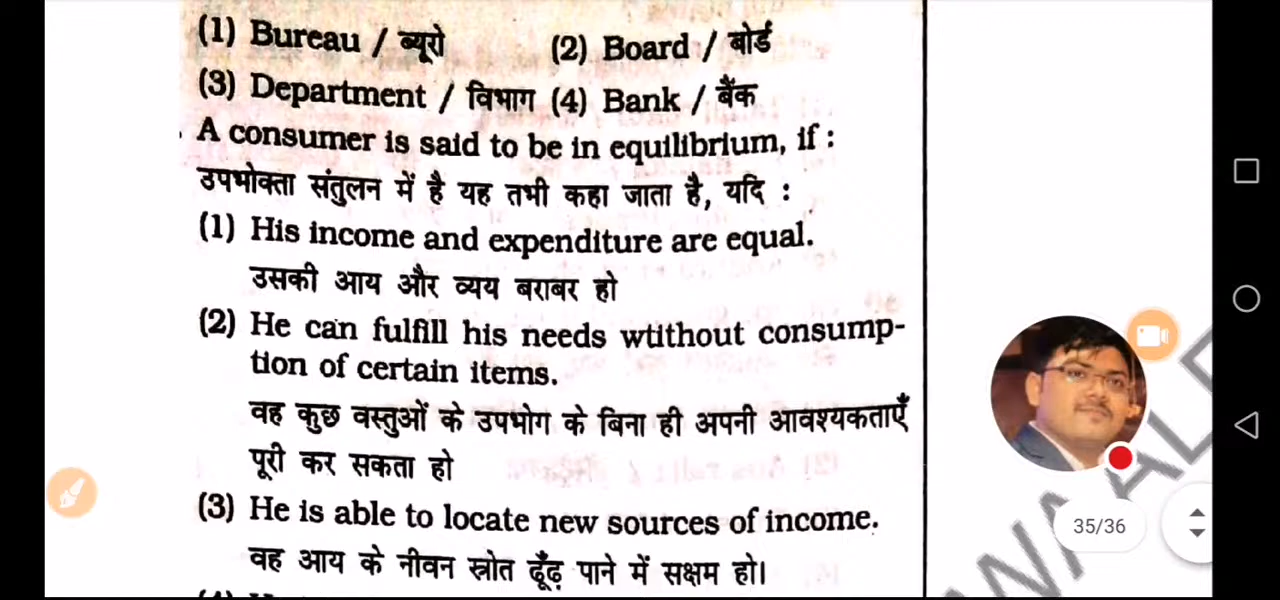 (1) Bureau / ब्यूरो (2) Board / बोर्ड
(3) Department / विभाग (4) Bank / बैंक
A consumer is said to be in equilibrium, if :
उपभोक्ता संतुलन में है यह तभी कहा जाता है, यदि :
(1) His income and expenditure are equal.
उसकी आय और व्यय बराबर हो
(2) He can fulfill his needs wtithout consump-
tion of certain items.
वह कुछ वस्तुओं के उपभोग के बिना ही अपनी आवश्यकताएँ
पूरी कर सकता हो
(3) He is able to locate new sources of income.
वह आय के नीवन स्रोत ढूँढ़ पाने में सक्षम हो।
35/36